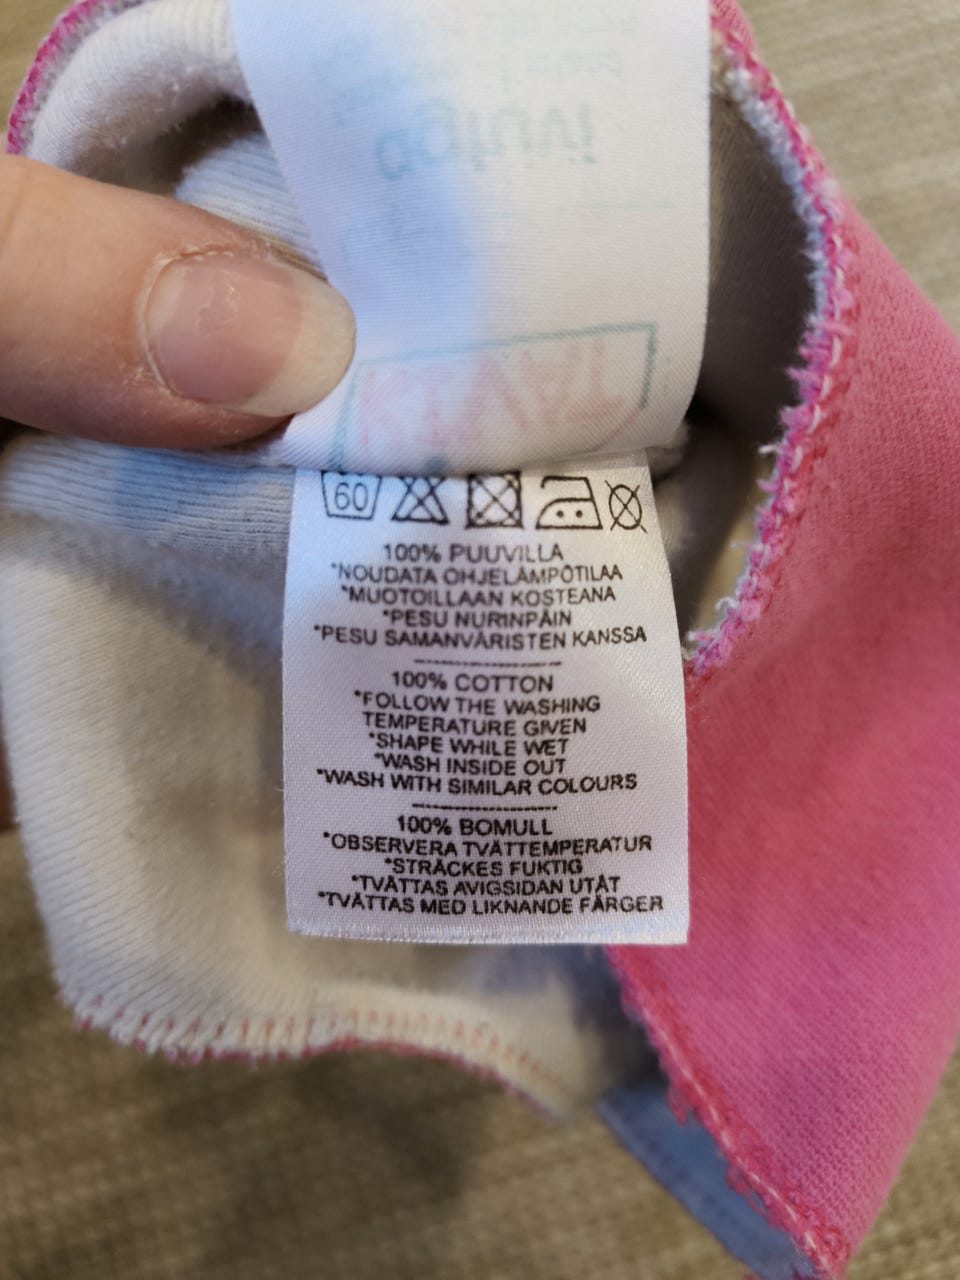 KIVAT
60
100% PUUVILLA
*NOUDATA OHJELÄMPÖTILAA
*MUOTOILLAAN KOSTEANA
*PESU NURINPÄIN
*PESU SAMANVÄRISTEN KANSSA
100% COTTON
*FOLLOW THE WASHING
TEMPERATURE GIVEN
*SHAPE WHILE WET
*WASH INSIDE OUT
*WASH WITH SIMILAR COLOURS
100% BOMULL
*OBSERVERA TVÄTTEMPERATUR
*STRÄCKES FUKTIG
*TVÄTTAS AVIGSIDAN UTÅT
*TVÄTTAS MED LIKNANDE FÄRGER